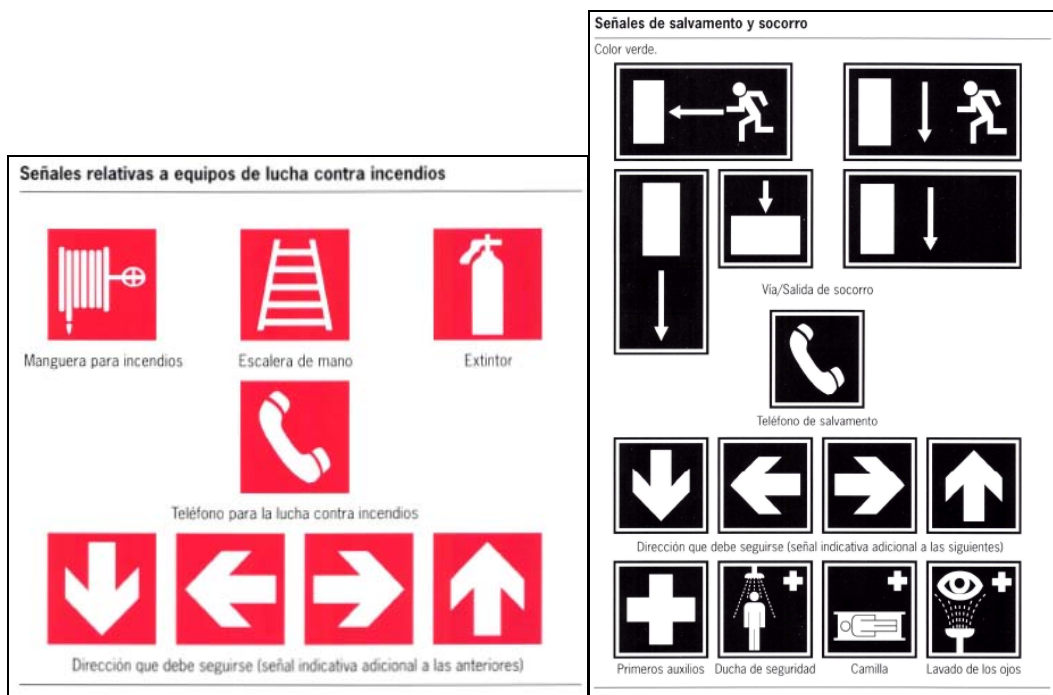 Señales relativas a equipos de lucha contra incendios
Manguera para incendios
Escalera de mano
Extintor
Teléfono para la lucha contra incendios
Dirección que debe seguirse (señal indicativa adicional a las anteriores)
Señales de salvamento y socorro
Color verde.
Vía/Salida de socorro
Teléfono de salvamento
Dirección que debe seguirse (señal indicativa adicional a las siguientes)
Primeros auxilios
Ducha de seguridad
Camilla
Lavado de los ojos